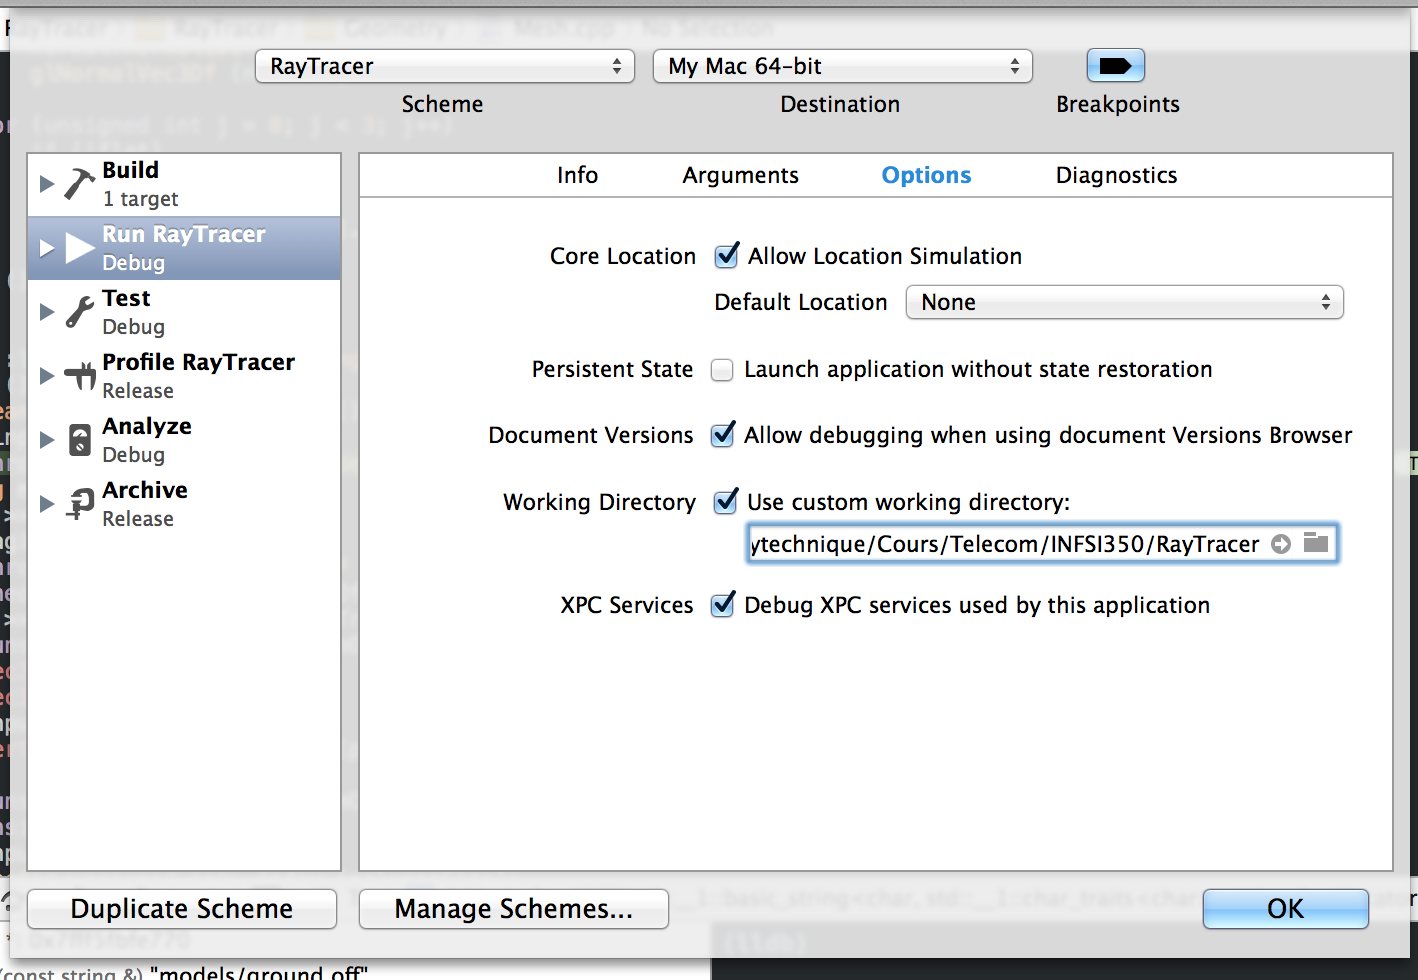 RayTracer
My Mac 64-bit
Scheme
Destination
Breakpoints
Build
1 target
Run RayTracer
Debug
Test
Debug
Profile RayTracer
Release
Analyze
Debug
Archive
Release
Info
Arguments
Options
Diagnostics
Core Location
Allow Location Simulation
Default Location
None
Persistent State
Launch application without state restoration
Document Versions
Allow debugging when using document Versions Browser
Working Directory
Use custom working directory:
ytechnique/Cours/Telecom/INFSI350/RayTracer
XPC Services
Debug XPC services used by this application
Duplicate Scheme
Manage Schemes...
OK
(const string &) "models/ground.off"